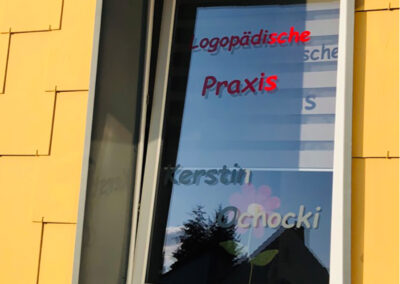 Logopädische
Praxis
Kerstin
Ochocki